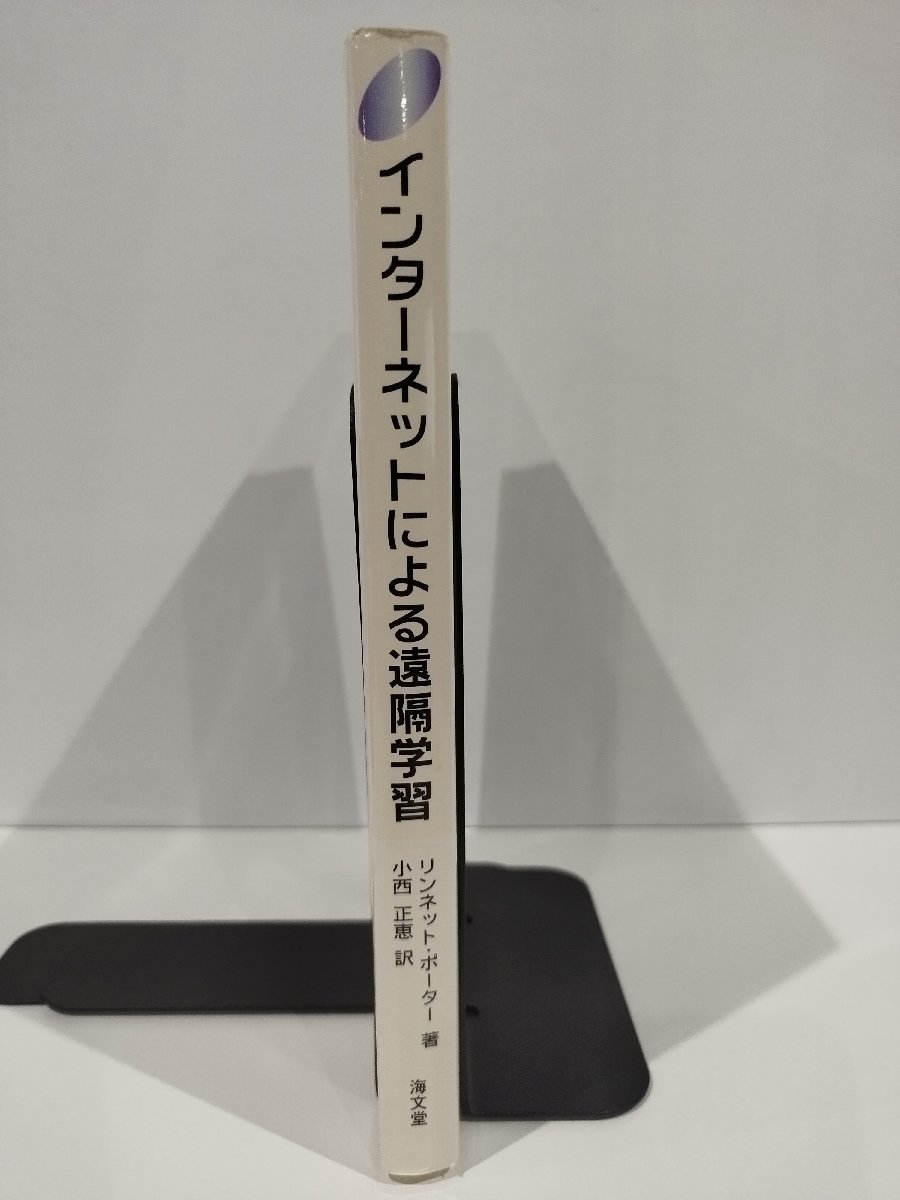 インターネットによる遠隔学習
リンネット・ポーター 著
小西 正恵 訳
海文堂